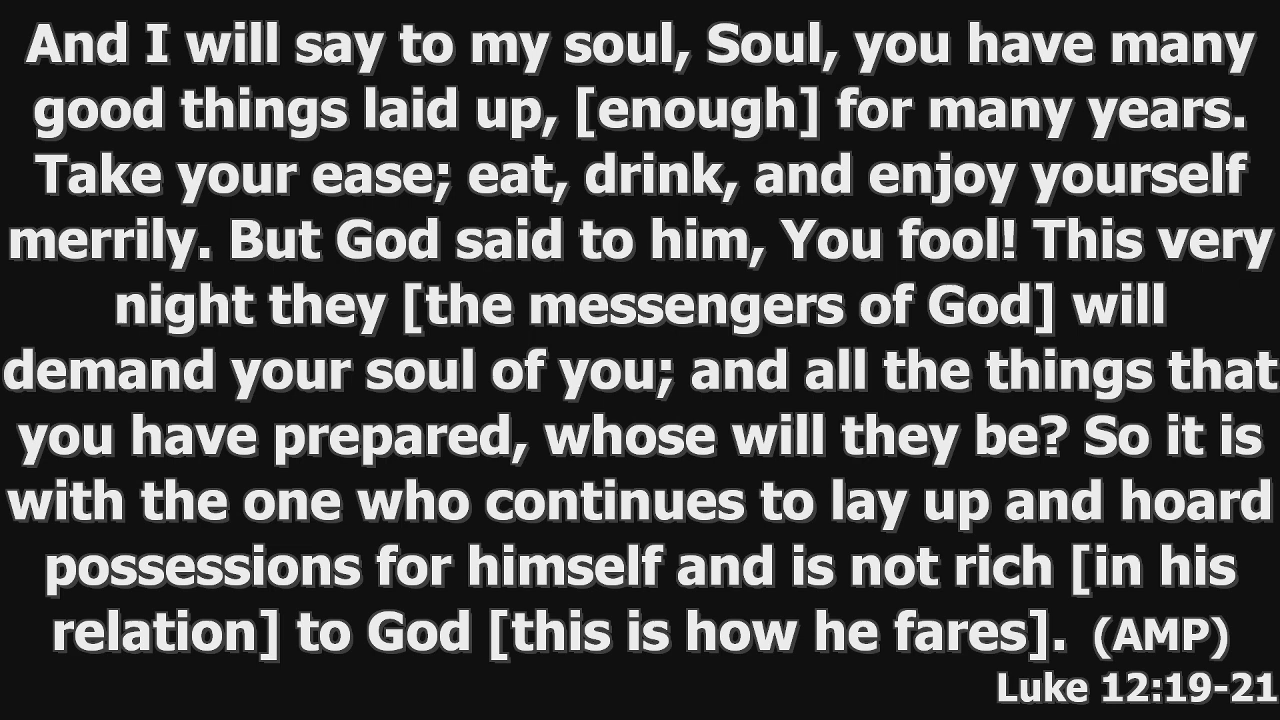 And I will say to my soul, Soul, you have many
good things laid up, [enough] for many years.
Take your ease; eat, drink, and enjoy yourself
merrily. But God said to him, You fool! This very
night they [the messengers of God] will
demand your soul of you; and all the things that
you have prepared, whose will they be? So it is
with the one who continues to lay up and hoard
possessions for himself and is not rich [in his
relation] to God [this is how he fares]. (AMP)
Luke 12:19-21